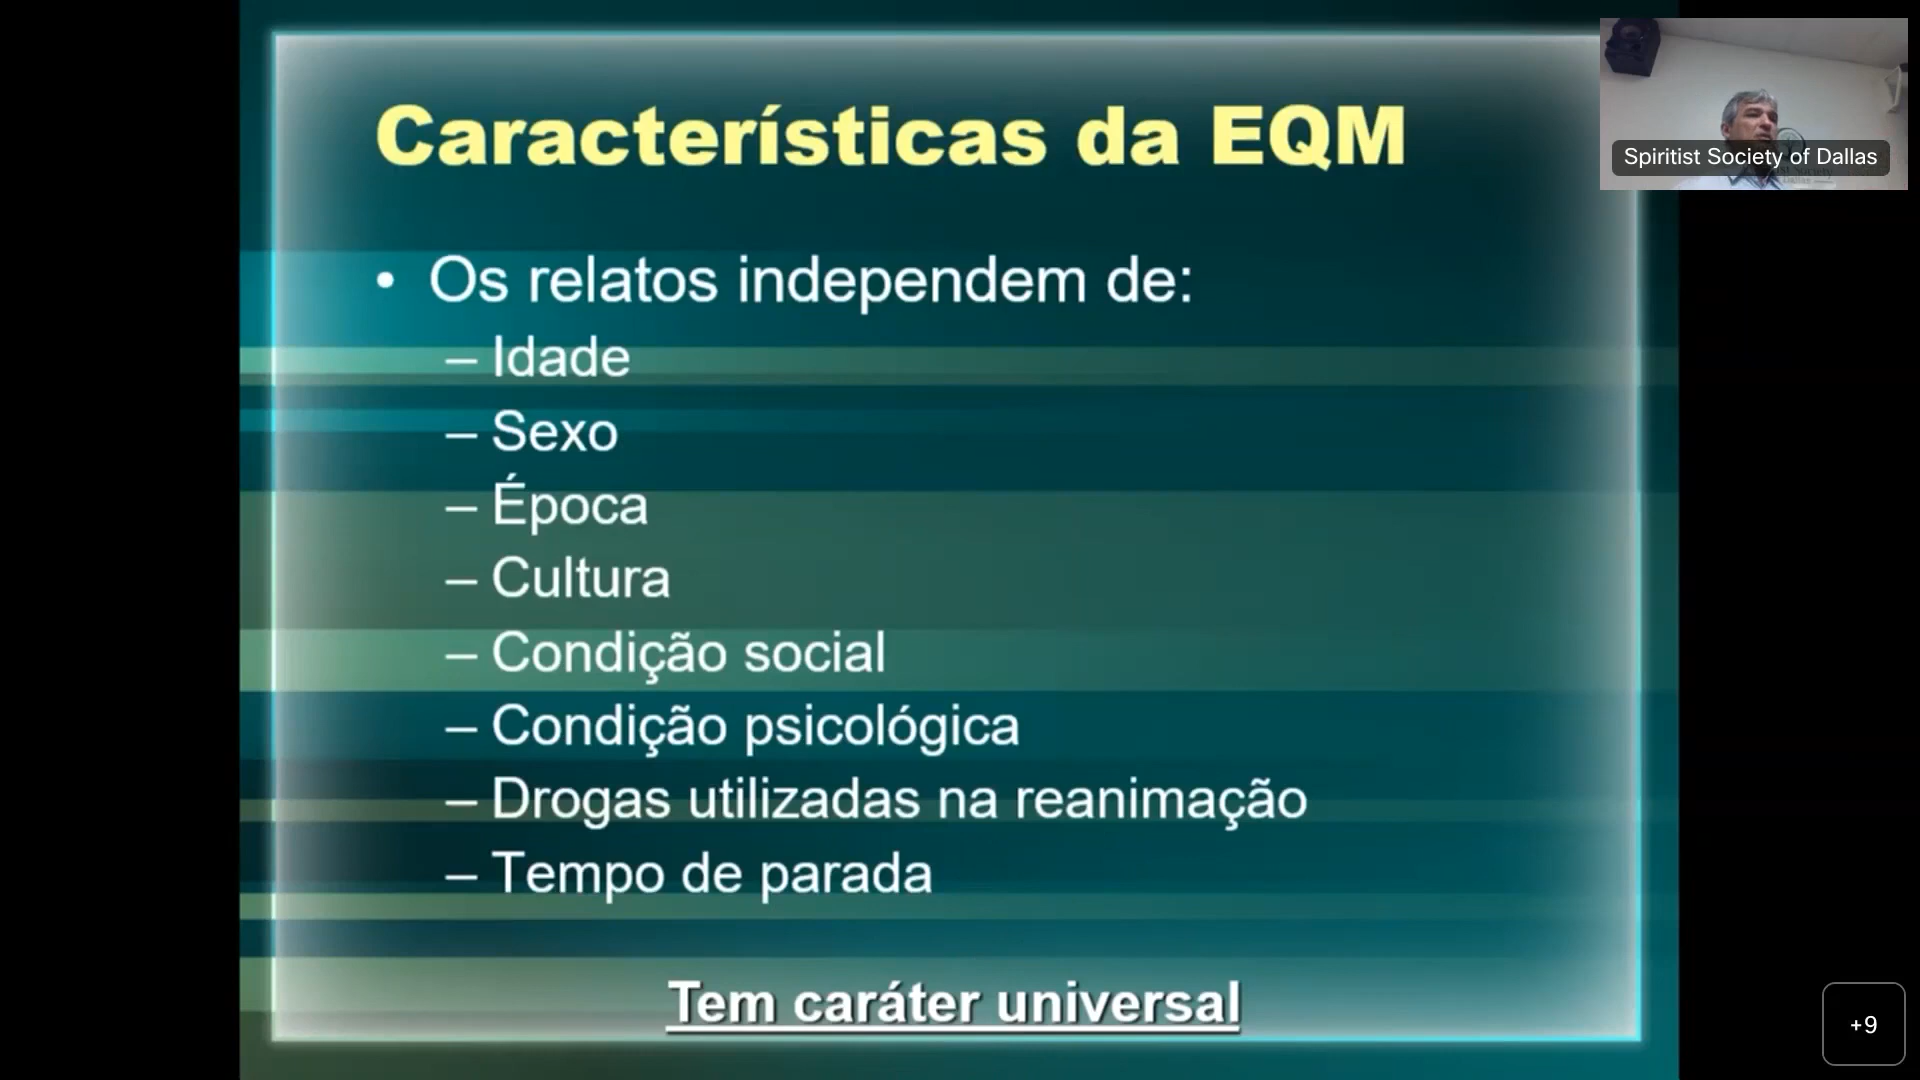 Características da EQM
• Os relatos independem de:
– Idade
– Sexo
– Época
– Cultura
– Condição social
– Condição psicológica
– Drogas utilizadas na reanimação
– Tempo de parada
Tem caráter universal
Spiritist Society of Dallas
+9